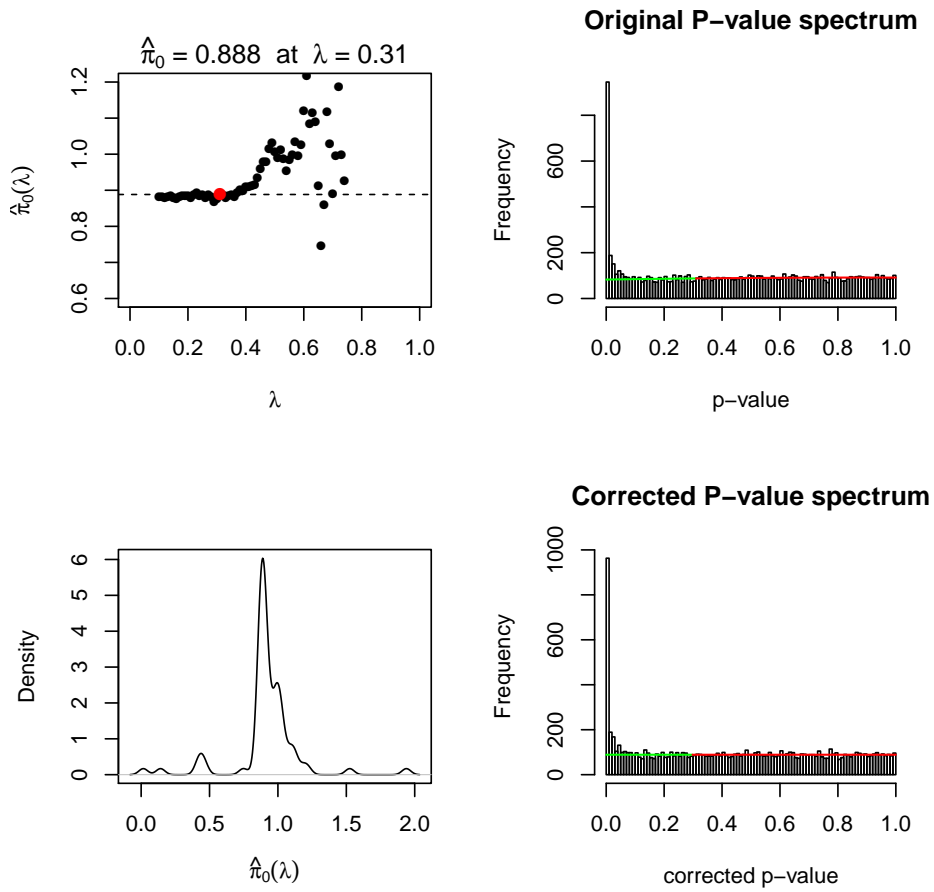 π̂₀ = 0.888 at λ = 0.31
π̂₀(λ)
1.2
1.0
0.8
0.6
0.0 0.2 0.4 0.6 0.8 1.0
λ
Original P−value spectrum
Frequency
600
200
0
0.0 0.2 0.4 0.6 0.8 1.0
p−value
Density
6
5
4
3
2
1
0
0.0 0.5 1.0 1.5 2.0
π̂₀(λ)
Corrected P−value spectrum
Frequency
1000
600
200
0
0.0 0.2 0.4 0.6 0.8 1.0
corrected p−value